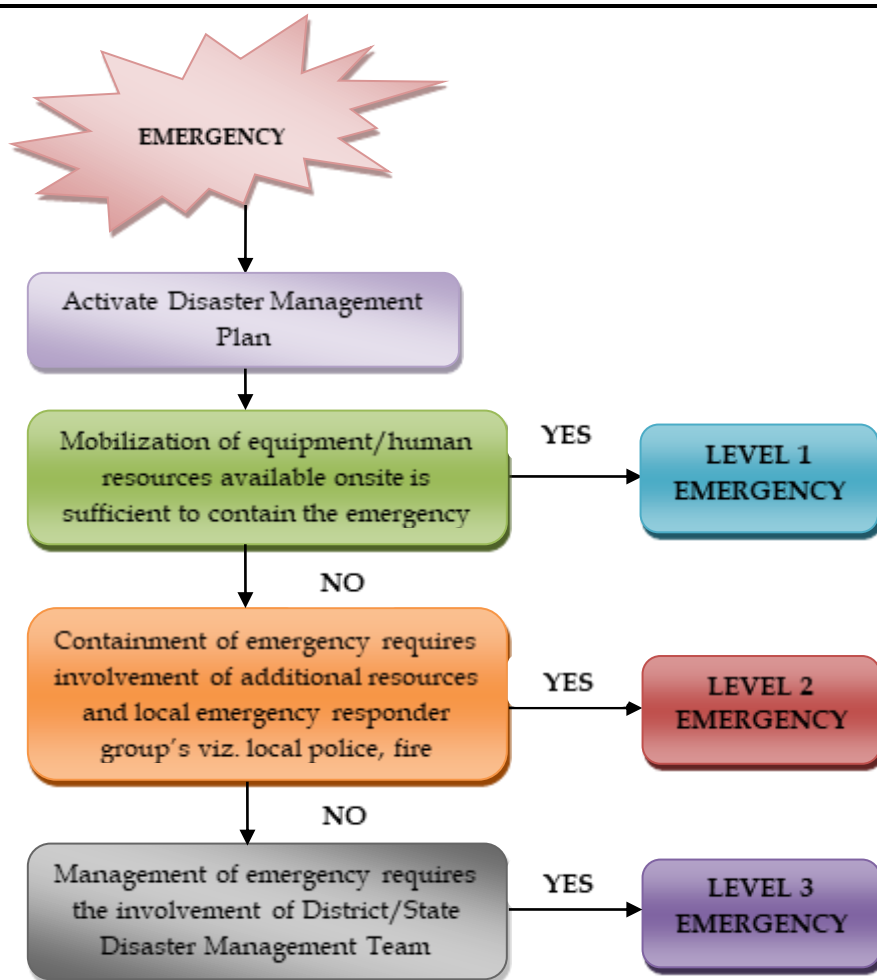 EMERGENCY
Activate Disaster Management
Plan
Mobilization of equipment/human
resources available onsite is
sufficient to contain the emergency
YES
LEVEL 1
EMERGENCY
NO
Containment of emergency requires
involvement of additional resources
and local emergency responder
group's viz. local police, fire
YES
LEVEL 2
EMERGENCY
NO
Management of emergency requires
the involvement of District/State
Disaster Management Team
YES
LEVEL 3
EMERGENCY